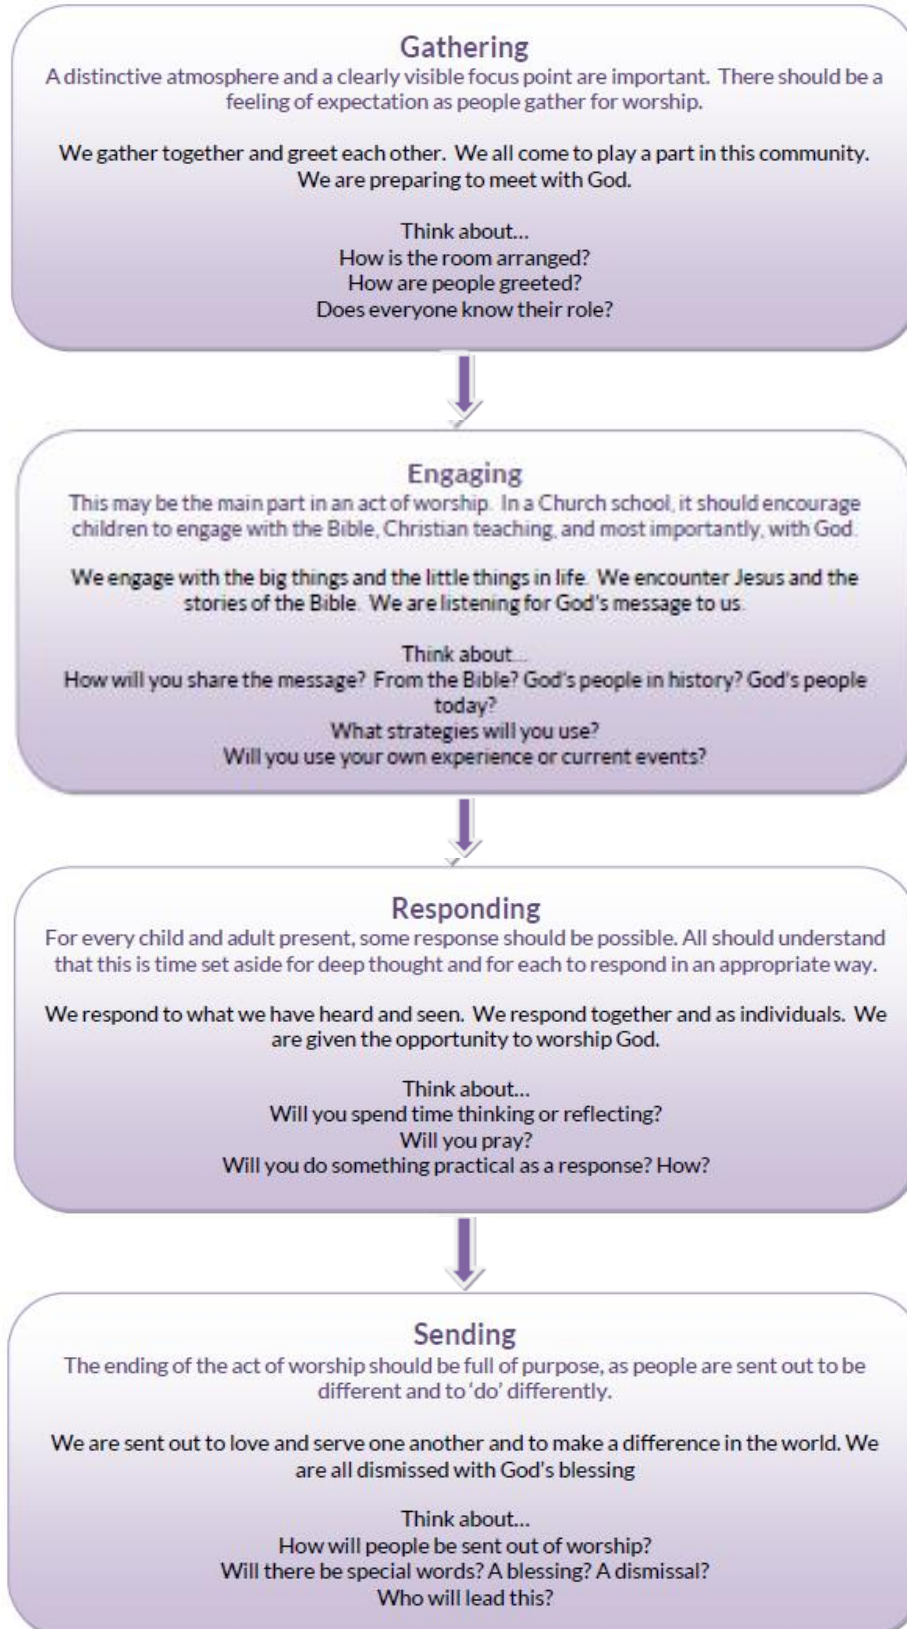 Gathering
A distinctive atmosphere and a clearly visible focus point are important.  There should be a
feeling of expectation as people gather for worship.
We gather together and greet each other.  We all come to play a part in this community.
We are preparing to meet with God.
Think about...
How is the room arranged?
How are people greeted?
Does everyone know their role?
Engaging
This may be the main part in an act of worship.  In a Church school, it should encourage
children to engage with the Bible, Christian teaching, and most importantly, with God.
We engage with the big things and the little things in life.  We encounter Jesus and the
stories of the Bible.  We are listening for God's message to us.
Think about...
How will you share the message?  From the Bible? God's people in history? God's people
today?
What strategies will you use?
Will you use your own experience or current events?
Responding
For every child and adult present, some response should be possible. All should understand
that this is time set aside for deep thought and for each to respond in an appropriate way.
We respond to what we have heard and seen.  We respond together and as individuals.  We
are given the opportunity to worship God.
Think about...
Will you spend time thinking or reflecting?
Will you pray?
Will you do something practical as a response? How?
Sending
The ending of the act of worship should be full of purpose, as people are sent out to be
different and to ‘do’ differently.
We are sent out to love and serve one another and to make a difference in the world. We
are all dismissed with God's blessing
Think about...
How will people be sent out of worship?
Will there be special words? A blessing? A dismissal?
Who will lead this?